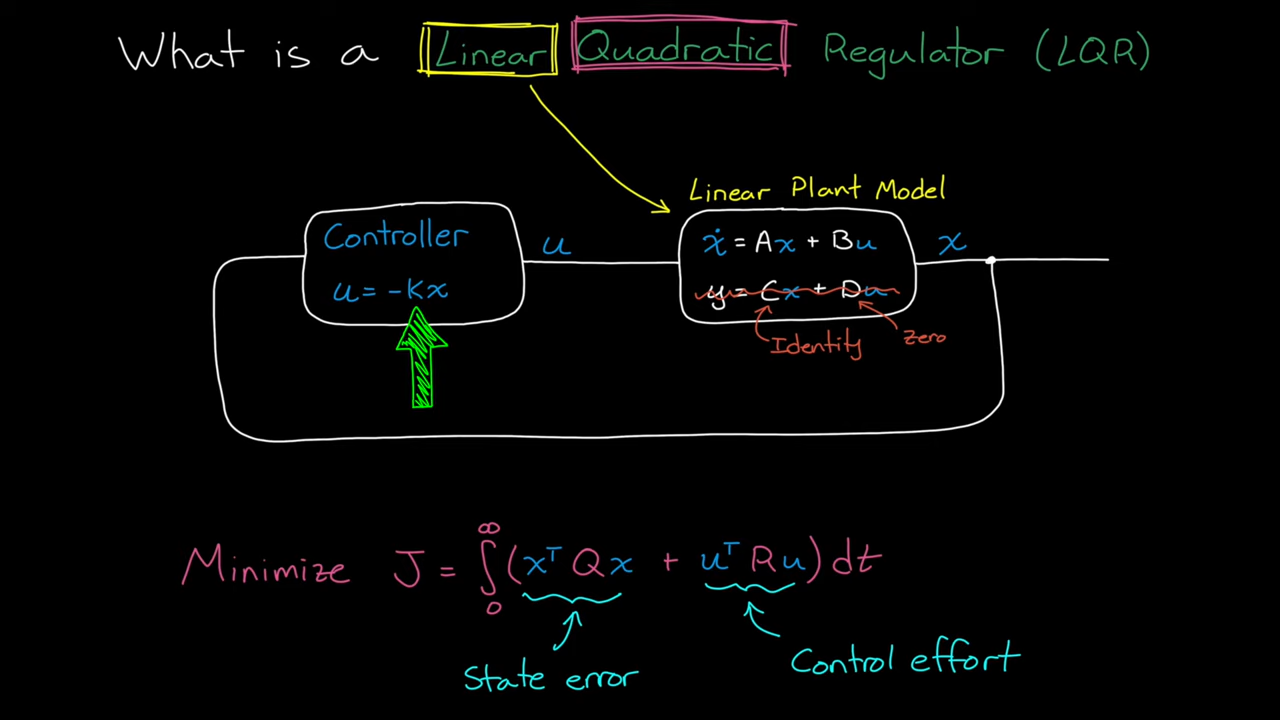 What is a Linear Quadratic Regulator (LQR)
Linear Plant Model
Controller
u
ẋ = Ax + Bu
x
u = -Kx
y = Cx + Du
Identity
Zero
Minimize J = ∫₀^∞ (xᵀQx + uᵀRu) dt
State error
Control effort